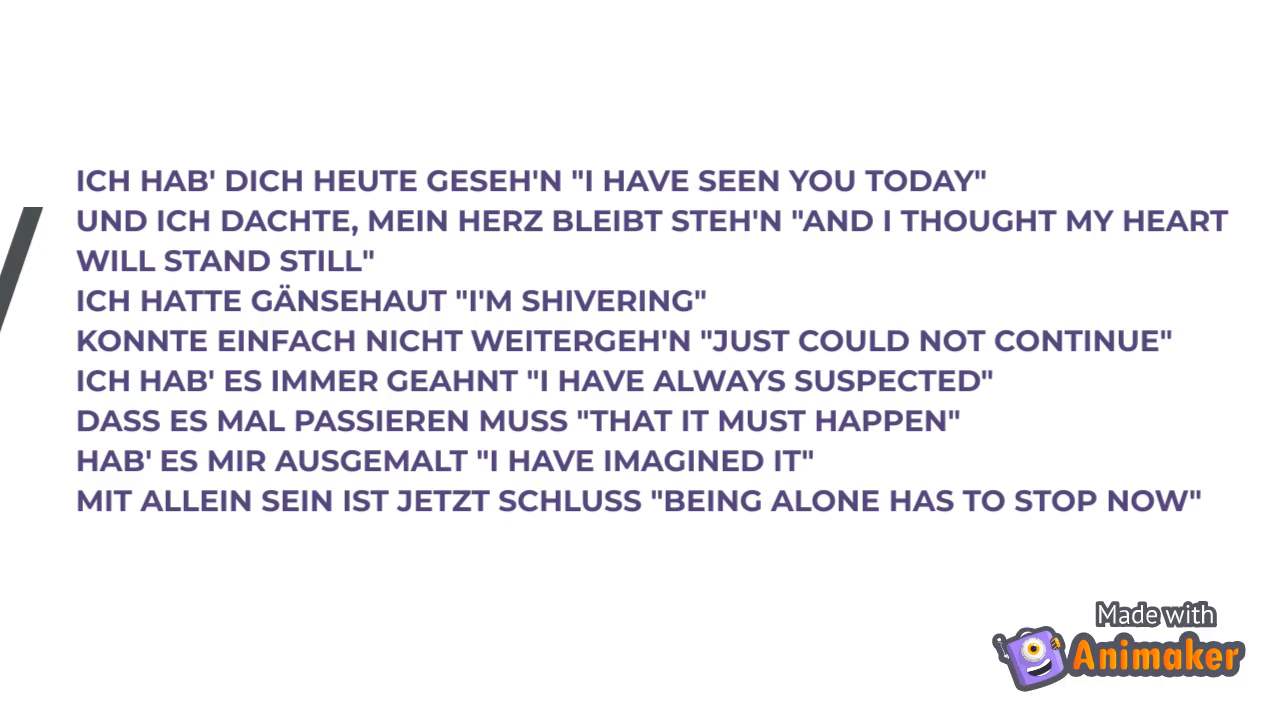 ICH HAB' DICH HEUTE GESEH'N "I HAVE SEEN YOU TODAY"
UND ICH DACHTE, MEIN HERZ BLEIBT STEH'N "AND I THOUGHT MY HEART
WILL STAND STILL"
ICH HATTE GÄNSEHAUT "I'M SHIVERING"
KONNTE EINFACH NICHT WEITERGEH'N "JUST COULD NOT CONTINUE"
ICH HAB' ES IMMER GEAHNT "I HAVE ALWAYS SUSPECTED"
DASS ES MAL PASSIEREN MUSS "THAT IT MUST HAPPEN"
HAB' ES MIR AUSGEMALT "I HAVE IMAGINED IT"
MIT ALLEIN SEIN IST JETZT SCHLUSS "BEING ALONE HAS TO STOP NOW"
Made with
Animaker